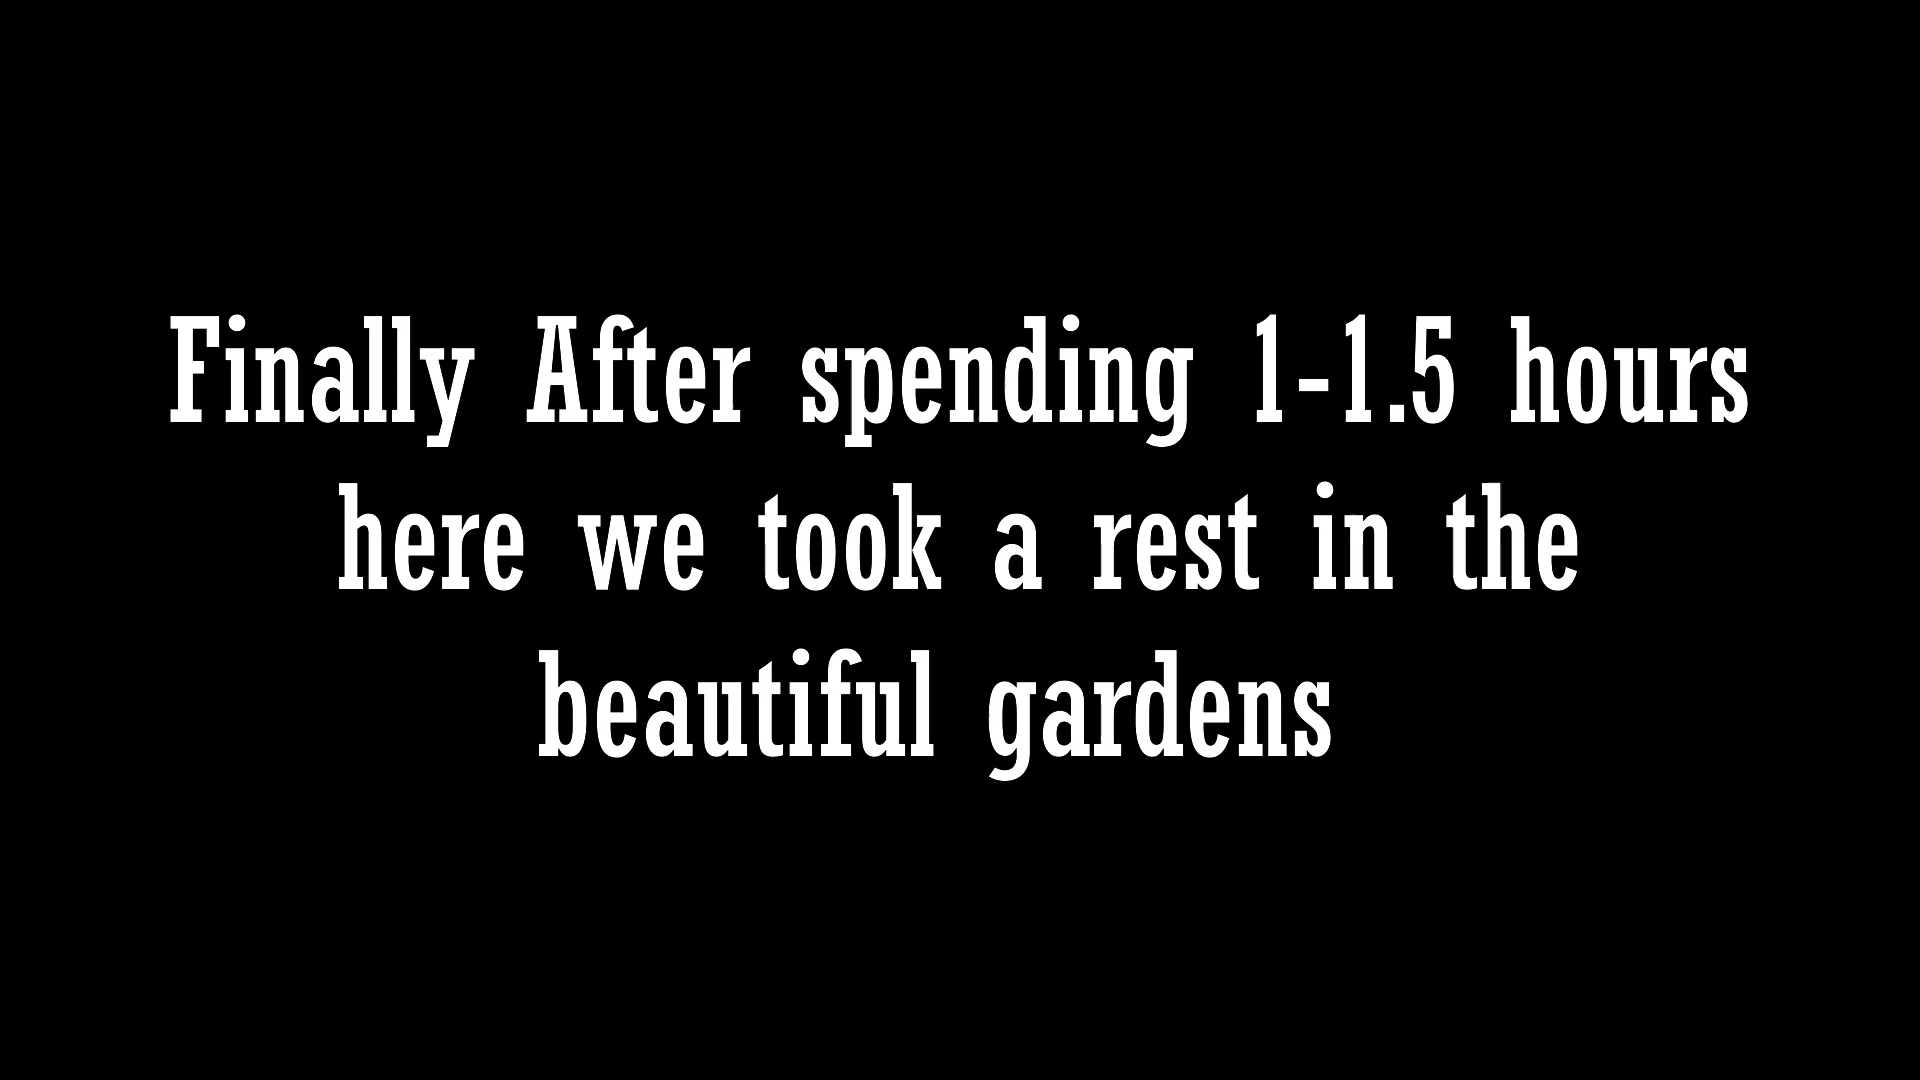 Finally After spending 1-1.5 hours
here we took a rest in the
beautiful gardens